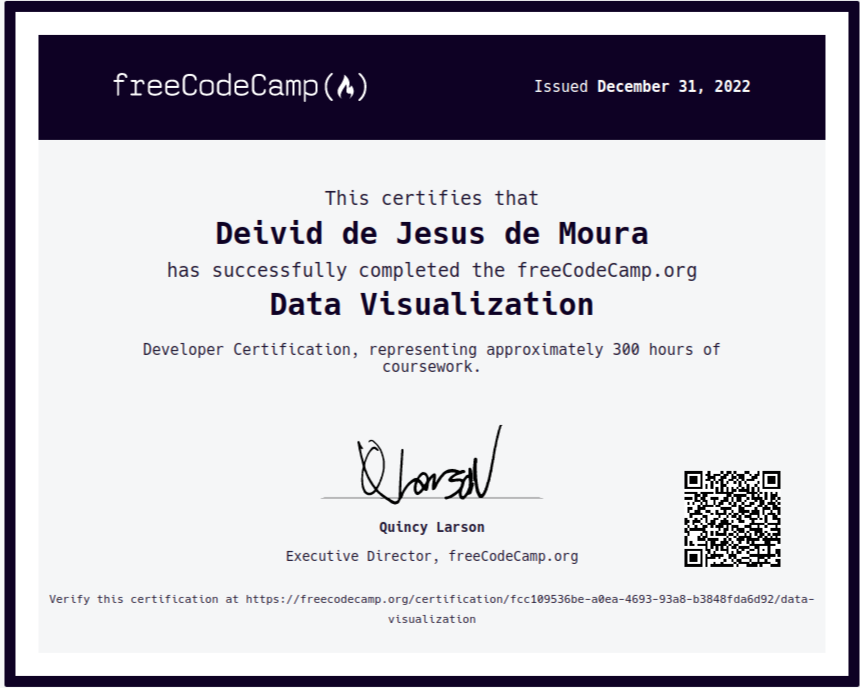 freeCodeCamp
Issued December 31, 2022
This certifies that
Deivid de Jesus de Moura
has successfully completed the freeCodeCamp.org
Data Visualization
Developer Certification, representing approximately 300 hours of
coursework.
Q Larson
Quincy Larson
Executive Director, freeCodeCamp.org
Verify this certification at https://freecodecamp.org/certification/fcc109536be-a0ea-4693-93a8-b3848fda6d92/data-
visualization